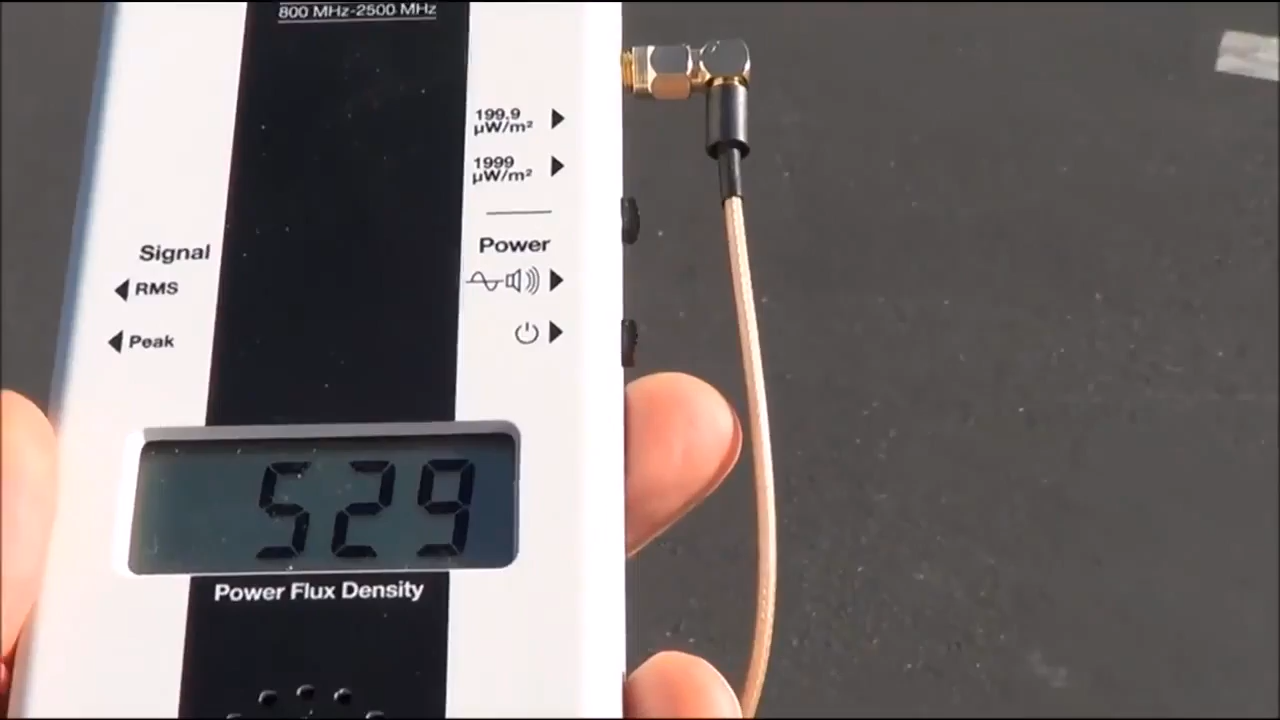 800 MHz-2500 MHz
199.9
µW/m²
1999
µW/m²
Signal
Power
RMS
Peak
529
Power Flux Density